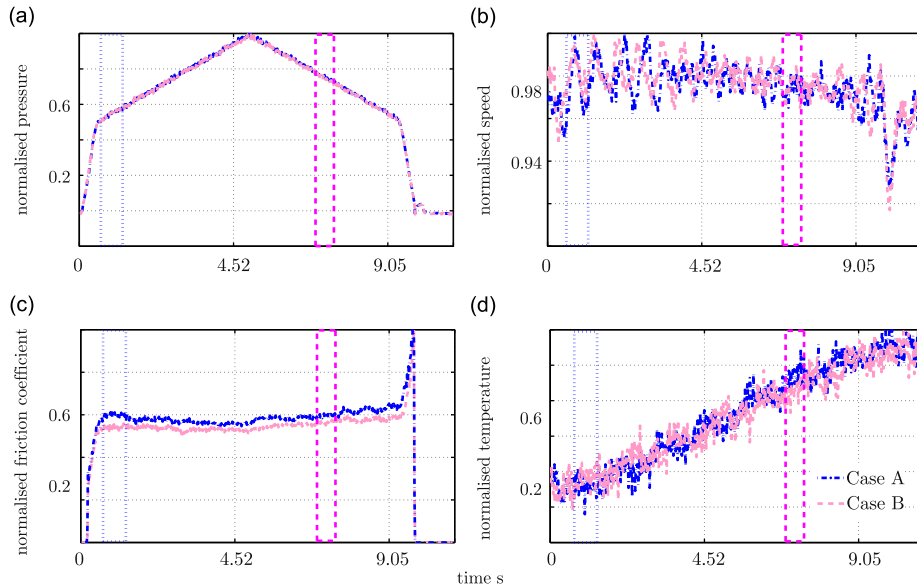 (a)
normalised pressure
0.6
0.2
0
4.52
9.05
(b)
normalised speed
0.98
0.94
0
4.52
9.05
(c)
normalised friction coefficient
0.6
0.2
0
4.52
9.05
(d)
normalised temperature
0.6
0.2
Case A
Case B
0
4.52
9.05
time s